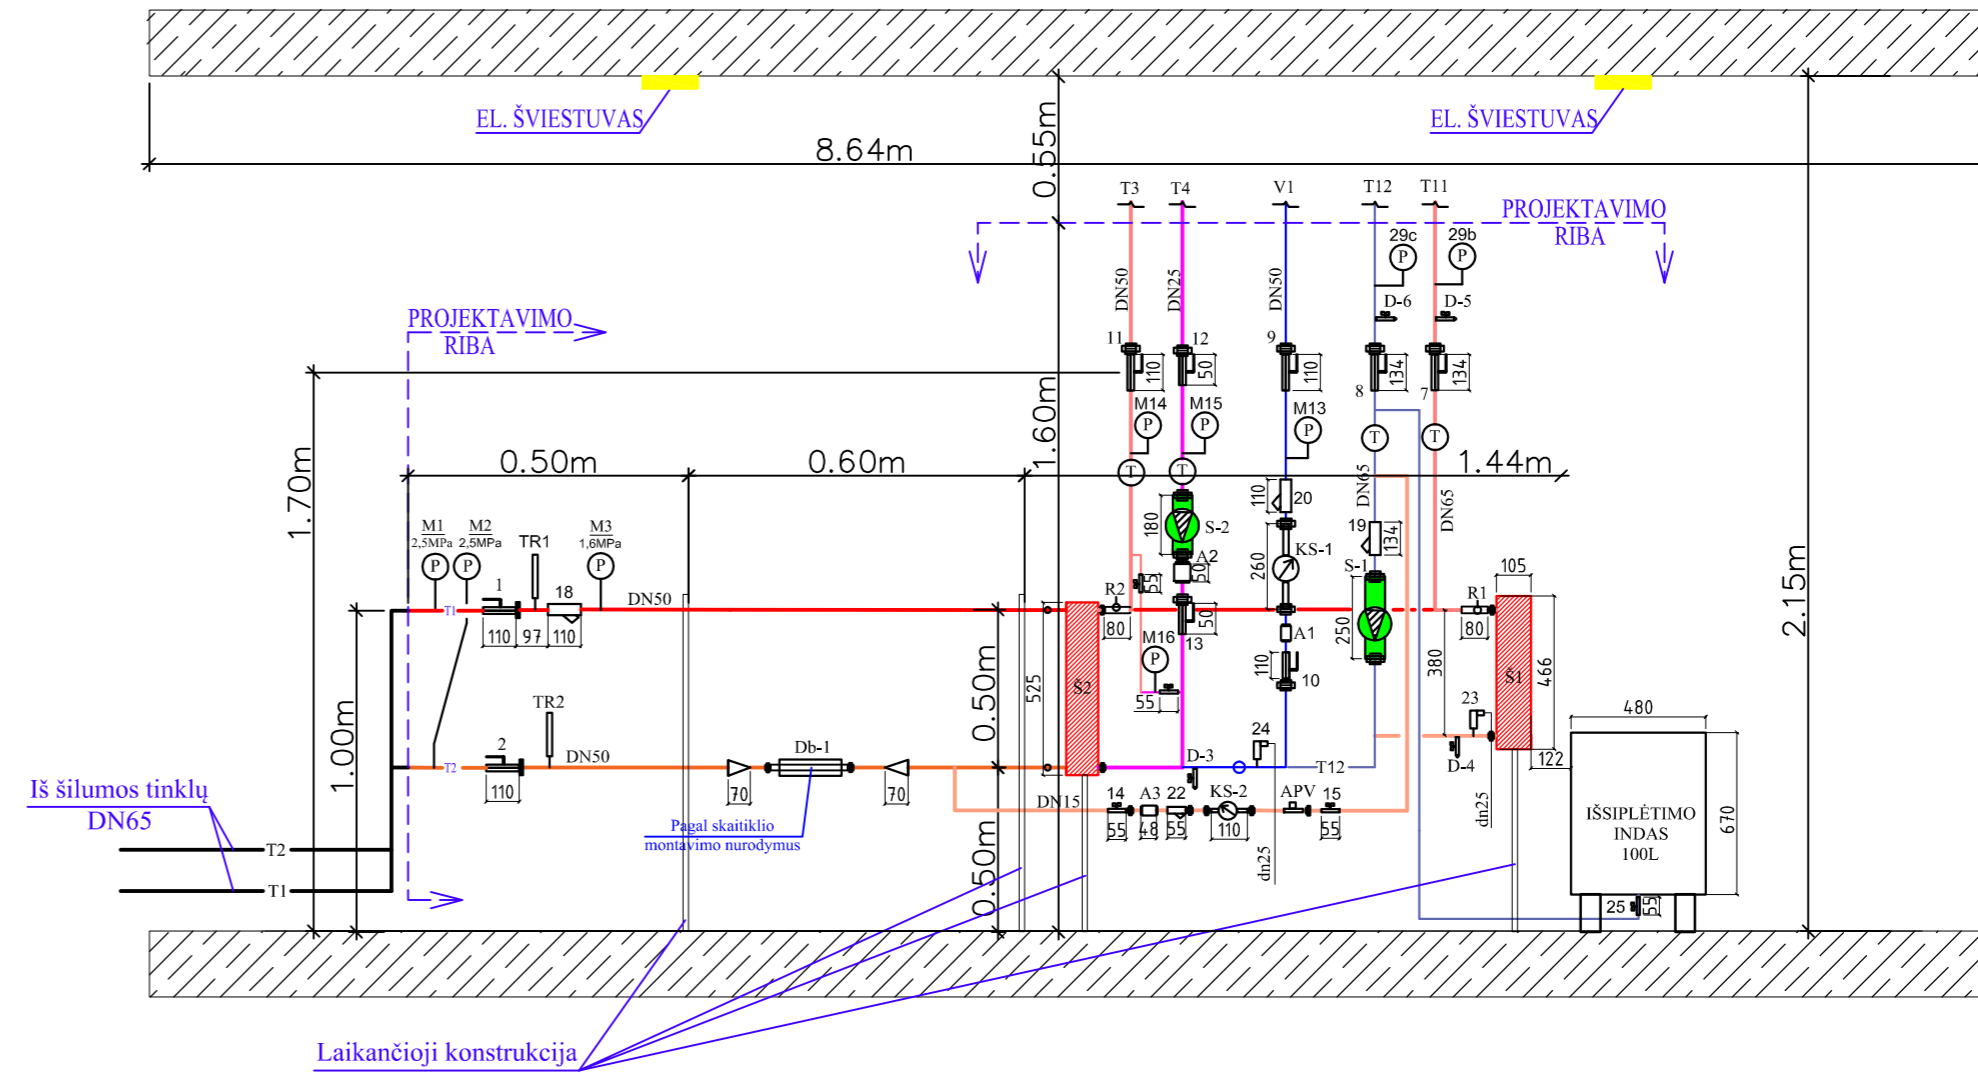 EL. ŠVIESTUVAS
EL. ŠVIESTUVAS
8.64m
0.55m
T3
T4
V1
T12
T11
PROJEKTAVIMO
RIBA
29c
P
29b
P
D-6
D-5
DN50
DN25
DN50
PROJEKTAVIMO
RIBA
11
110
12
50
9
110
8
134
7
134
1.70m
1.60m
M14
P
M15
P
M13
P
T
T
T
T
0.50m
0.60m
1.44m
DN65
DN65
M1
2,5MPa
P
M2
2,5MPa
P
TR1
M3
1,6MPa
P
180
S-2
A2
50
110
20
260
KS-1
19
134
S-1
250
105
2.15m
T1
1
18
DN50
110
97
110
55
R2
80
50
13
A1
110
10
R1
80
380
466
Š1
Š2
525
M16
P
55
0.50m
1.00m
TR2
T2
2
DN50
110
Db-1
70
70
Pagal skaitiklio
montavimo nurodymus
D-3
24
T12
23
D-4
122
480
dn25
dn25
DN15
14
55
A3
48
22
55
KS-2
110
APV
15
55
IŠSIPLĖTIMO
INDAS
100L
670
25
55
Iš šilumos tinklų
DN65
T2
T1
0.50m
Laikančioji konstrukcija